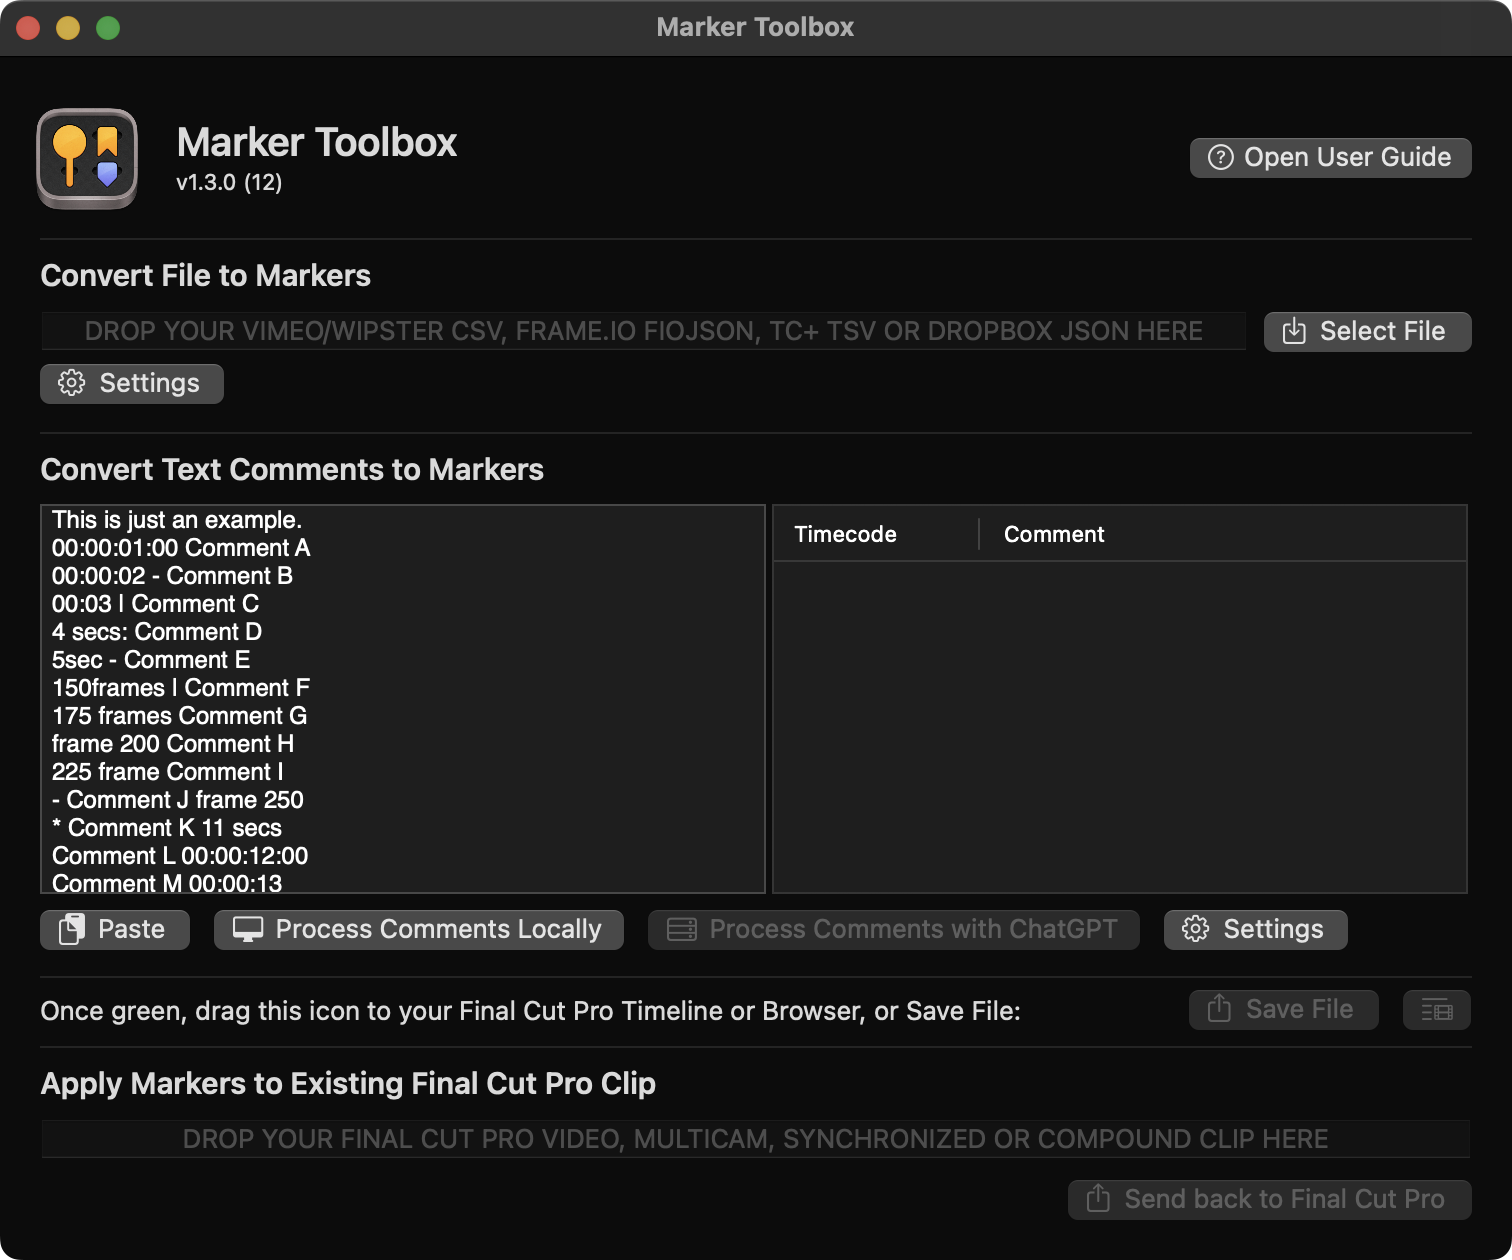 Marker Toolbox
Marker Toolbox
v1.3.0 (12)
Open User Guide
Convert File to Markers
DROP YOUR VIMEO/WIPSTER CSV, FRAME.IO FIOJSON, TC+ TSV OR DROPBOX JSON HERE
Select File
Settings
Convert Text Comments to Markers
This is just an example.
00:00:01:00 Comment A
00:00:02 - Comment B
00:03 | Comment C
4 secs: Comment D
5sec - Comment E
150frames | Comment F
175 frames Comment G
frame 200 Comment H
225 frame Comment I
- Comment J frame 250
* Comment K 11 secs
Comment L 00:00:12:00
Comment M 00:00:13
Timecode
Comment
Paste
Process Comments Locally
Process Comments with ChatGPT
Settings
Once green, drag this icon to your Final Cut Pro Timeline or Browser, or Save File:
Save File
Apply Markers to Existing Final Cut Pro Clip
DROP YOUR FINAL CUT PRO VIDEO, MULTICAM, SYNCHRONIZED OR COMPOUND CLIP HERE
Send back to Final Cut Pro